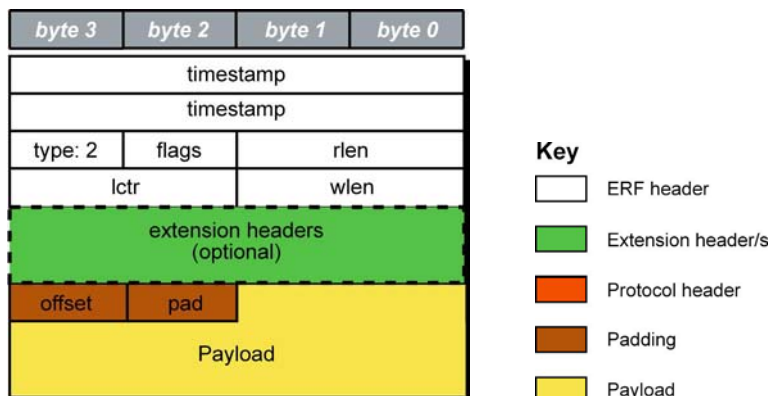 byte 3 byte 2 byte 1 byte 0
timestamp
timestamp
type: 2 flags rlen
lctr wlen
extension headers
(optional)
offset pad
Payload
Key
ERF header
Extension header/s
Protocol header
Padding
Payload